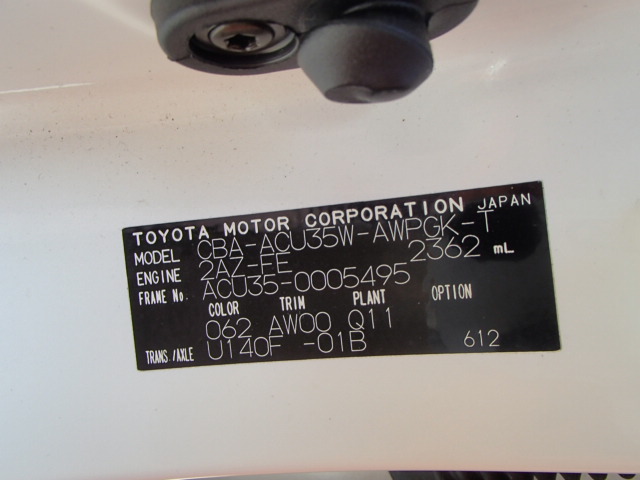 TOYOTA MOTOR CORPORATION JAPAN
MODEL CBA-ACU35W-AWPGK-T
ENGINE 2AZ-FE 2362 mL
FRAME No. ACU35-0005495
COLOR TRIM PLANT OPTION
062 AW00 Q11
TRANS./AXLE U140F -01B 612